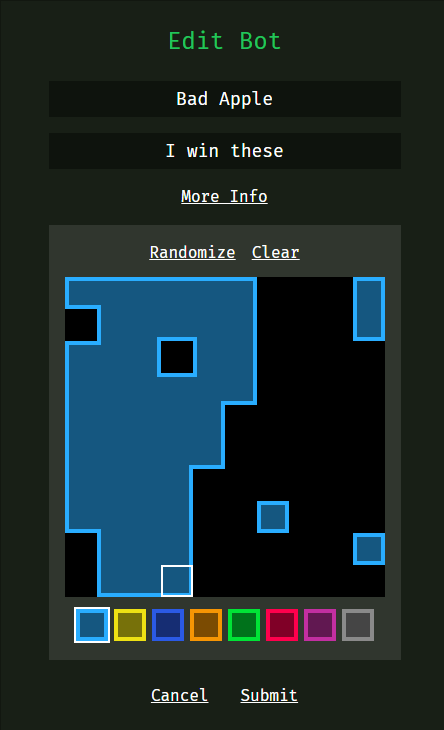 Edit Bot
Bad Apple
I win these
More Info
Randomize Clear
Cancel Submit